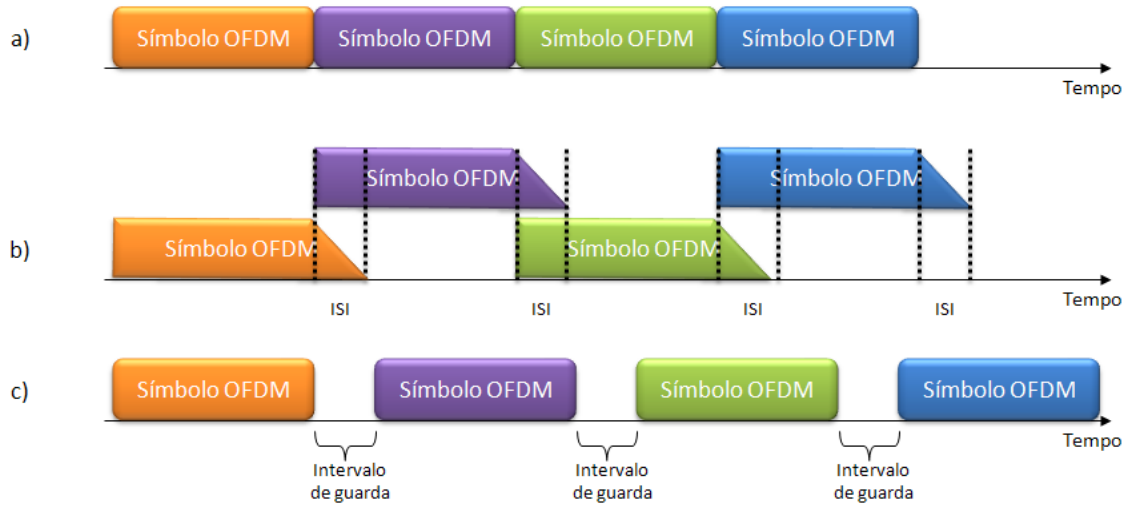 a)
Símbolo OFDM Símbolo OFDM Símbolo OFDM Símbolo OFDM
Tempo
Símbolo OFDM Símbolo OFDM
b)
Símbolo OFDM Símbolo OFDM
Tempo
ISI ISI ISI ISI
c)
Símbolo OFDM Símbolo OFDM Símbolo OFDM Símbolo OFDM
Tempo
Intervalo Intervalo Intervalo
de guarda de guarda de guarda